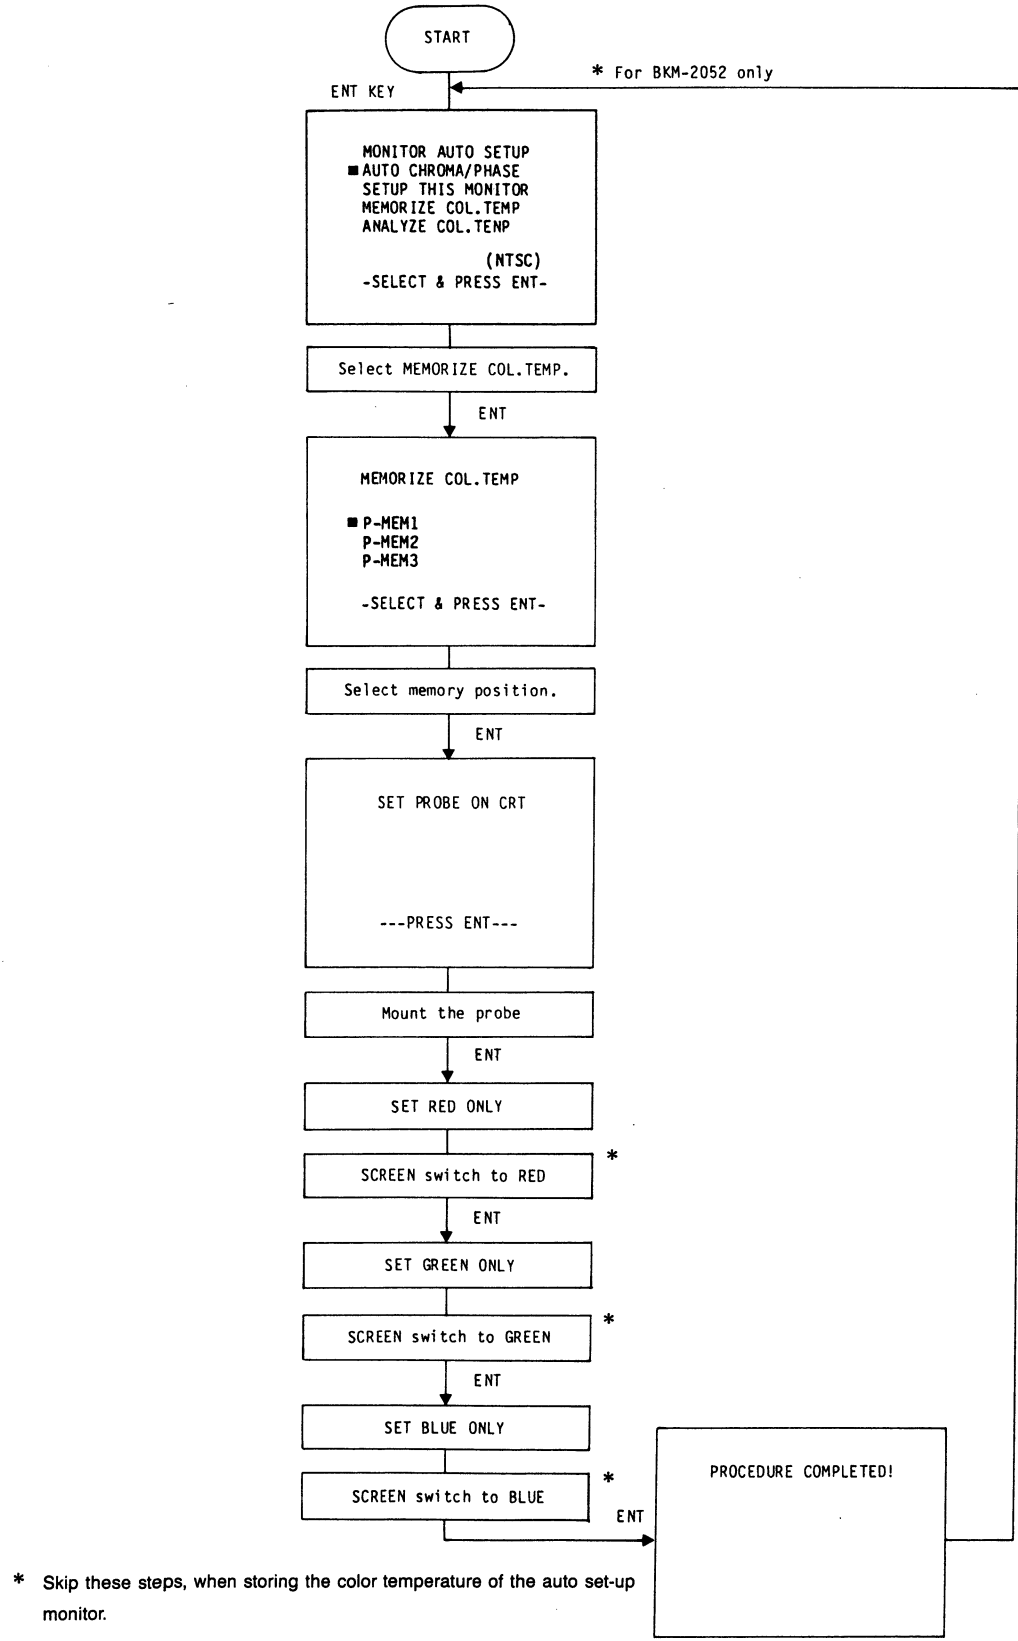 START
* For BKM-2052 only
ENT KEY
MONITOR AUTO SETUP
■AUTO CHROMA/PHASE
SETUP THIS MONITOR
MEMORIZE COL.TEMP
ANALYZE COL.TENP
(NTSC)
-SELECT & PRESS ENT-
Select MEMORIZE COL.TEMP.
ENT
MEMORIZE COL.TEMP
■P-MEM1
P-MEM2
P-MEM3
-SELECT & PRESS ENT-
Select memory position.
ENT
SET PROBE ON CRT
---PRESS ENT---
Mount the probe
ENT
SET RED ONLY
*
SCREEN switch to RED
ENT
SET GREEN ONLY
*
SCREEN switch to GREEN
ENT
SET BLUE ONLY
PROCEDURE COMPLETED!
*
SCREEN switch to BLUE
ENT
* Skip these steps, when storing the color temperature of the auto set-up
monitor.